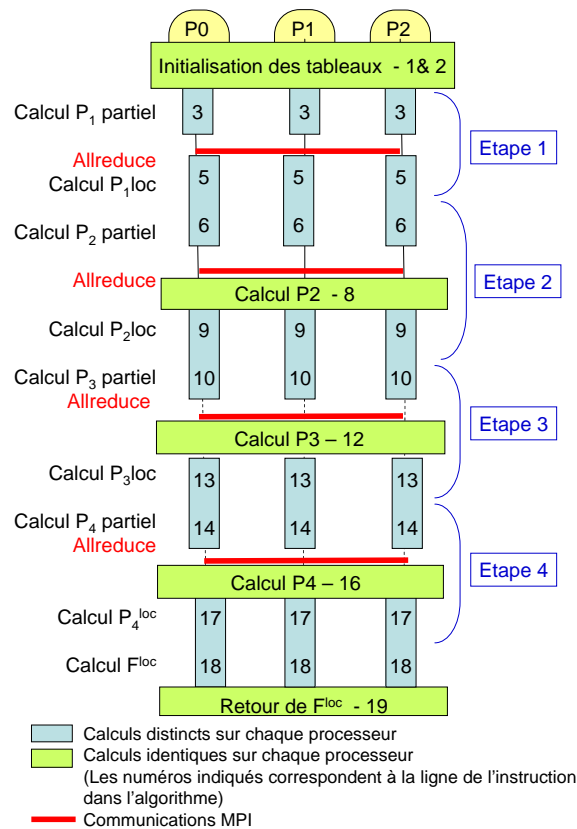 P0 P1 P2
Initialisation des tableaux - 1& 2
Calcul P1 partiel 3 3 3
Allreduce
Etape 1
Calcul P1loc 5 5 5
Calcul P2 partiel 6 6 6
Allreduce
Etape 2
Calcul P2 - 8
Calcul P2loc 9 9 9
Calcul P3 partiel 10 10 10
Allreduce
Etape 3
Calcul P3 – 12
Calcul P3loc 13 13 13
Calcul P4 partiel 14 14 14
Allreduce
Etape 4
Calcul P4 – 16
Calcul P4loc 17 17 17
Calcul Floc 18 18 18
Retour de Floc - 19
Calculs distincts sur chaque processeur
Calculs identiques sur chaque processeur
(Les numéros indiqués correspondent à la ligne de l'instruction
dans l'algorithme)
Communications MPI